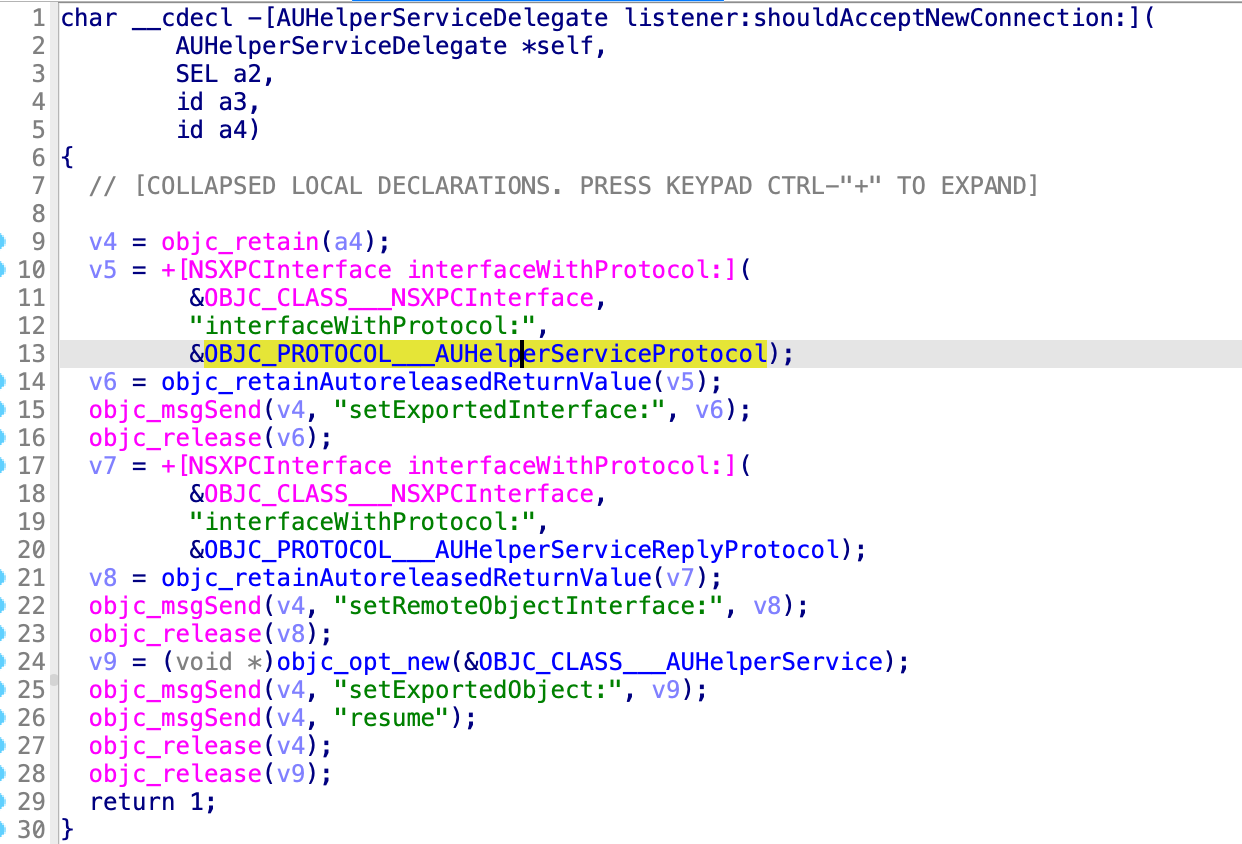 1 char __cdecl -[AUHelperServiceDelegate listener:shouldAcceptNewConnection:](
2         AUHelperServiceDelegate *self,
3         SEL a2,
4         id a3,
5         id a4)
6 {
7   // [COLLAPSED LOCAL DECLARATIONS. PRESS KEYPAD CTRL-"+" TO EXPAND]
8
9   v4 = objc_retain(a4);
10   v5 = +[NSXPCInterface interfaceWithProtocol:](
11          &OBJC_CLASS___NSXPCInterface,
12          "interfaceWithProtocol:",
13          &OBJC_PROTOCOL___AUHelperServiceProtocol);
14   v6 = objc_retainAutoreleasedReturnValue(v5);
15   objc_msgSend(v4, "setExportedInterface:", v6);
16   objc_release(v6);
17   v7 = +[NSXPCInterface interfaceWithProtocol:](
18          &OBJC_CLASS___NSXPCInterface,
19          "interfaceWithProtocol:",
20          &OBJC_PROTOCOL___AUHelperServiceReplyProtocol);
21   v8 = objc_retainAutoreleasedReturnValue(v7);
22   objc_msgSend(v4, "setRemoteObjectInterface:", v8);
23   objc_release(v8);
24   v9 = (void *)objc_opt_new(&OBJC_CLASS___AUHelperService);
25   objc_msgSend(v4, "setExportedObject:", v9);
26   objc_msgSend(v4, "resume");
27   objc_release(v4);
28   objc_release(v9);
29   return 1;
30 }